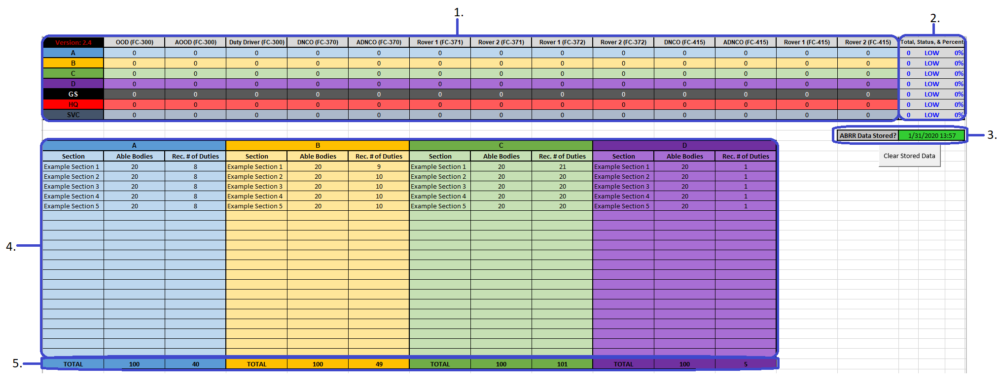 1.
2.
Version: 2.4 OOD (FC-300) AOOD (FC-300) Duty Driver (FC-300) DNCO (FC-370) ADNCO (FC-370) Rover 1 (FC-371) Rover 2 (FC-371) Rover 1 (FC-372) Rover 2 (FC-372) DNCO (FC-415) ADNCO (FC-415) Rover 1 (FC-415) Rover 2 (FC-415) Total, Status, & Percent
A 0 0 0 0 0 0 0 0 0 0 0 0 0 0 LOW 0%
B 0 0 0 0 0 0 0 0 0 0 0 0 0 0 LOW 0%
C 0 0 0 0 0 0 0 0 0 0 0 0 0 0 LOW 0%
D 0 0 0 0 0 0 0 0 0 0 0 0 0 0 LOW 0%
GS 0 0 0 0 0 0 0 0 0 0 0 0 0 0 LOW 0%
HQ 0 0 0 0 0 0 0 0 0 0 0 0 0 0 LOW 0%
SVC 0 0 0 0 0 0 0 0 0 0 0 0 0 0 LOW 0%
ABRR Data Stored? 1/31/2020 13:57 3.
Clear Stored Data
A B C D
Section Able Bodies Rec. # of Duties Section Able Bodies Rec. # of Duties Section Able Bodies Rec. # of Duties Section Able Bodies Rec. # of Duties
Example Section 1 20 8 Example Section 1 20 9 Example Section 1 20 21 Example Section 1 20 1
Example Section 2 20 8 Example Section 2 20 10 Example Section 2 20 20 Example Section 2 20 1
Example Section 3 20 8 Example Section 3 20 10 Example Section 3 20 20 Example Section 3 20 1
Example Section 4 20 8 Example Section 4 20 10 Example Section 4 20 20 Example Section 4 20 1
Example Section 5 20 8 Example Section 5 20 10 Example Section 5 20 20 Example Section 5 20 1
4.
5. TOTAL 100 40 TOTAL 100 49 TOTAL 100 101 TOTAL 100 5